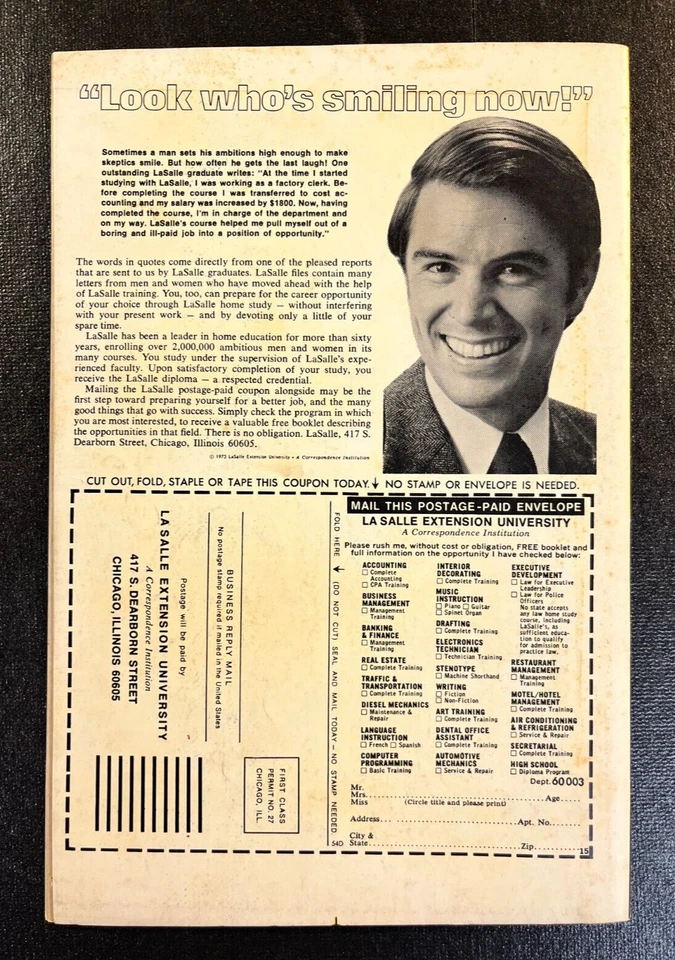 “Look who’s smiling now!”
Sometimes a man sets his ambitions high enough to make
skeptics smile. But how often he gets the last laugh! One
outstanding LaSalle graduate writes: “At the time I started
studying with LaSalle, I was working as a factory clerk. Be-
fore completing the course I was transferred to cost ac-
counting and my salary was increased by $1800. Now, having
completed the course, I’m in charge of the department and
on my way. LaSalle’s course helped me pull myself out of a
boring and ill-paid job into a position of opportunity.”
The words in quotes come directly from one of the pleased reports
that are sent to us by LaSalle graduates. LaSalle files contain many
letters from men and women who have moved ahead with the help
of LaSalle training. You, too, can prepare for the career opportunity
of your choice through LaSalle home study — without interfering
with your present work — and by devoting only a little of your
spare time.
LaSalle has been a leader in home education for more than sixty
years, enrolling over 2,000,000 ambitious men and women in its
many courses. You study under the supervision of LaSalle’s expe-
rienced faculty. Upon satisfactory completion of your study, you
receive the LaSalle diploma — a respected credential.
Mailing the LaSalle postage-paid coupon alongside may be the
first step toward preparing yourself for a better job, and the many
good things that go with success. Simply check the program in which
you are most interested, to receive a valuable free booklet describing
the opportunities in that field. There is no obligation. LaSalle, 417 S.
Dearborn Street, Chicago, Illinois 60605.
LaSalle Extension University • A Correspondence Institution
CUT OUT, FOLD, STAPLE OR TAPE THIS COUPON TODAY. NO STAMP OR ENVELOPE IS NEEDED.
FIRST CLASS
PERMIT NO. 27
CHICAGO, ILL.
BUSINESS REPLY MAIL
No postage stamp required if mailed in the United States
Postage will be paid by
LA SALLE EXTENSION UNIVERSITY
A Correspondence Institution
417 S. DEARBORN STREET
CHICAGO, ILLINOIS 60605
FOLD HERE (DO NOT CUT) SEAL AND MAIL TODAY – NO STAMP NEEDED.
540
MAIL THIS POSTAGE-PAID ENVELOPE
LA SALLE EXTENSION UNIVERSITY
A Correspondence Institution
Please rush me, without cost or obligation, FREE booklet and
full information on the opportunity I have checked below:
ACCOUNTING
☐ Complete
Accounting
☐ CPA Training
BUSINESS
MANAGEMENT
☐ Management
Training
BANKING
& FINANCE
☐ Management
Training
REAL ESTATE
☐ Complete Training
TRAFFIC &
TRANSPORTATION
☐ Complete Training
DIESEL MECHANICS
☐ Maintenance &
Repair
LANGUAGE
INSTRUCTION
☐ French ☐ Spanish
COMPUTER
PROGRAMMING
☐ Basic Training
INTERIOR
DECORATING
☐ Complete Training
MUSIC
INSTRUCTION
☐ Piano ☐ Guitar
☐ Spinet Organ
DRAFTING
☐ Complete Training
ELECTRONICS
TECHNICIAN
☐ Technician Training
STENOTYPE
☐ Machine Shorthand
WRITING
☐ Fiction
☐ Non-Fiction
ART TRAINING
☐ Complete Training
DENTAL OFFICE
ASSISTANT
☐ Complete Training
AUTOMOTIVE
MECHANICS
☐ Service & Repair
EXECUTIVE
DEVELOPMENT
☐ Law for Executive
Leadership
☐ Law for Police
Officers
No state accepts
any law home study
course, including
LaSalle’s, as
sufficient educa-
tion to qualify
for admission to
practice law.
RESTAURANT
MANAGEMENT
☐ Management
Training
MOTEL/HOTEL
MANAGEMENT
☐ Complete Training
AIR CONDITIONING
& REFRIGERATION
☐ Service & Repair
SECRETARIAL
☐ Complete Training
HIGH SCHOOL
☐ Diploma Program
Dept. 60003
Mr.
Mrs.
Miss (Circle title and please print) Age
Address Apt. No.
City &
State Zip
15